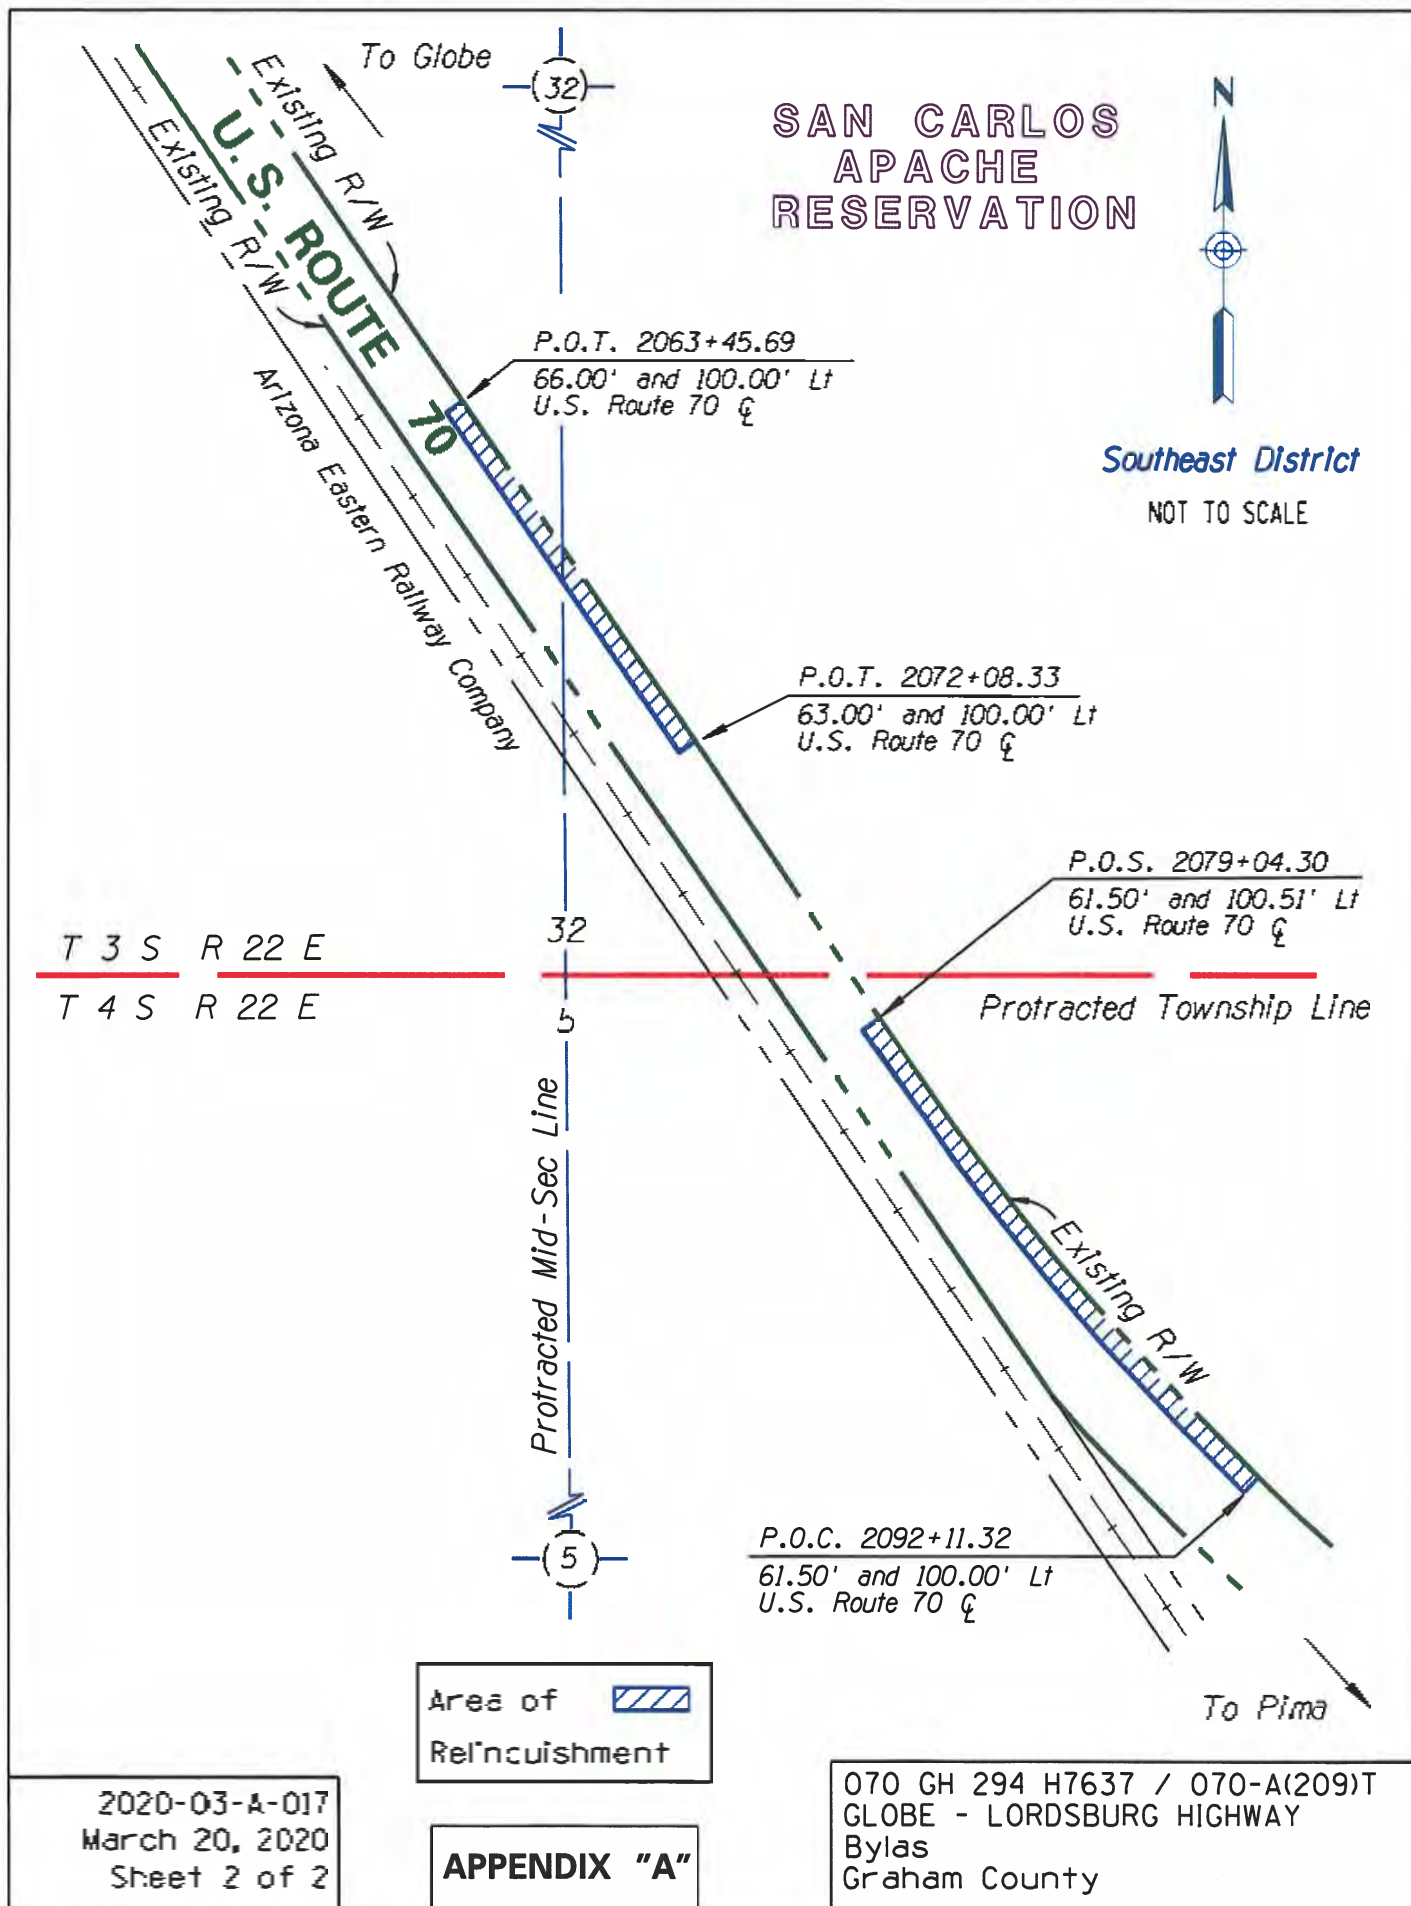 To Globe
(32)
N
SAN CARLOS
APACHE
RESERVATION
Existing R/W
U.S. ROUTE 70
Existing R/W
Arizona Eastern Railway Company
P.O.T. 2063+45.69
66.00' and 100.00' Lt
U.S. Route 70 ℄
Southeast District
NOT TO SCALE
P.O.T. 2072+08.33
63.00' and 100.00' Lt
U.S. Route 70 ℄
P.O.S. 2079+04.30
61.50' and 100.51' Lt
U.S. Route 70 ℄
T 3 S R 22 E
32
T 4 S R 22 E
5
Protracted Township Line
Protracted Mid-Sec Line
Existing R/W
P.O.C. 2092+11.32
61.50' and 100.00' Lt
U.S. Route 70 ℄
(5)
To Pima
Area of
Rel'ncuishment
2020-03-A-017
March 20, 2020
Sheet 2 of 2
APPENDIX "A"
070 GH 294 H7637 / 070-A(209)T
GLOBE - LORDSBURG HIGHWAY
Bylas
Graham County